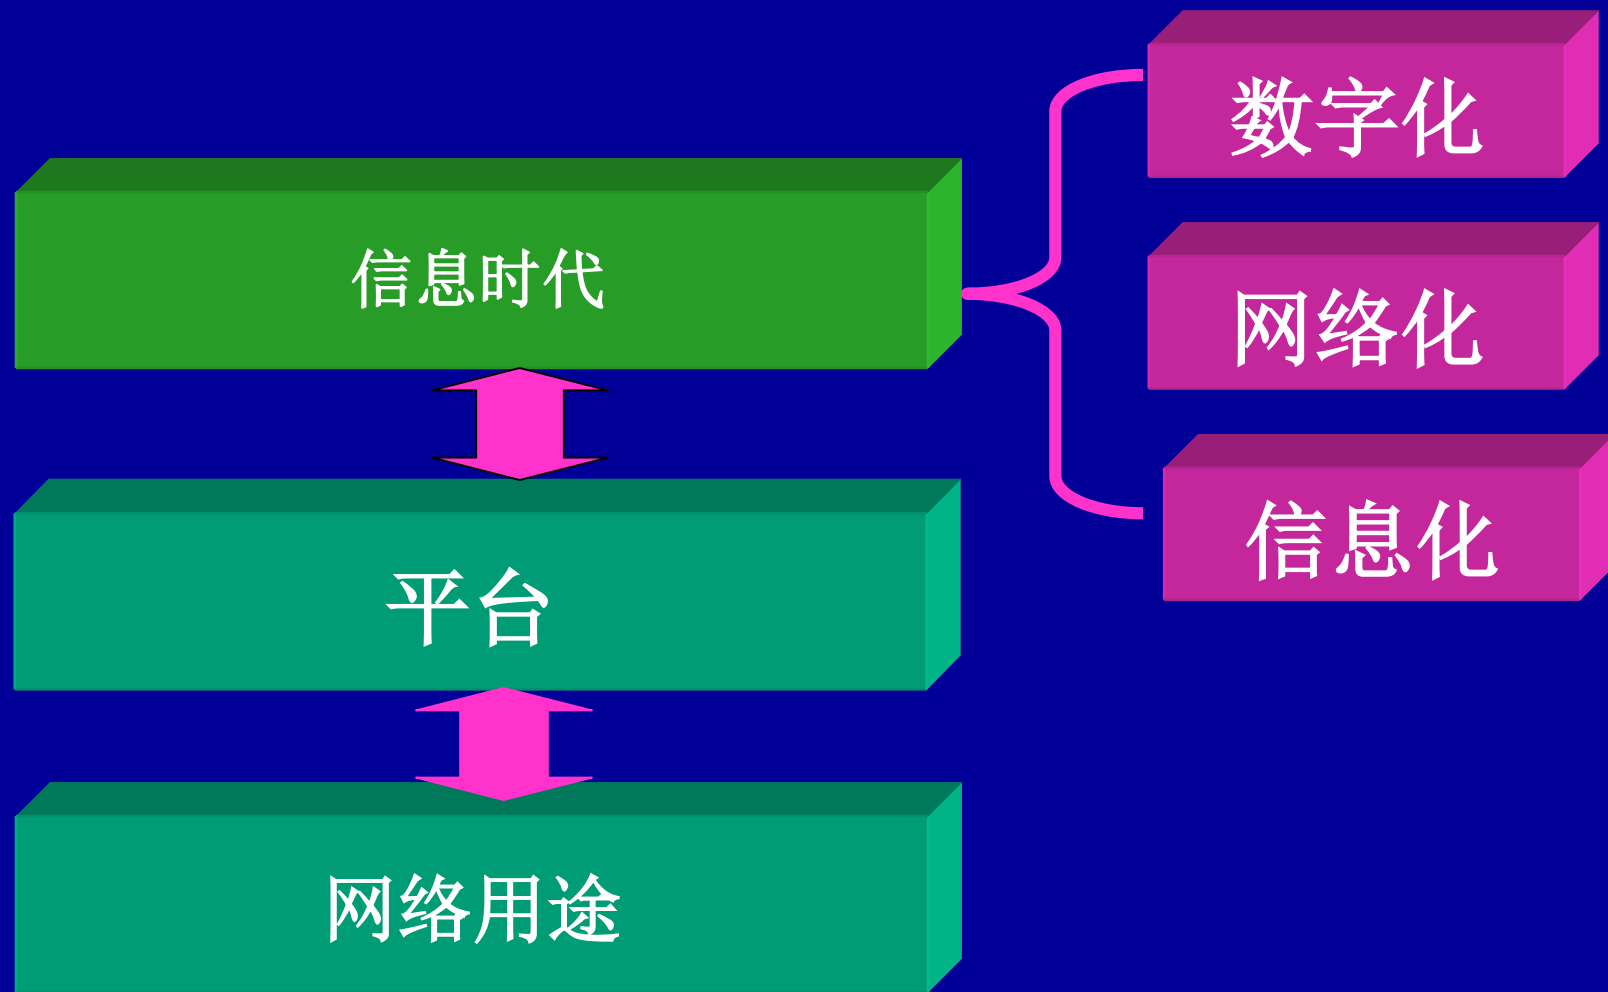 信息时代
平台
网络用途
数字化
网络化
信息化